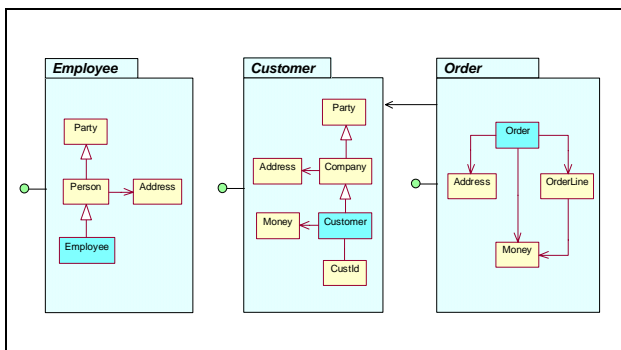 Employee
Party
Person
Address
Employee
Customer
Party
Address
Company
Money
Customer
CustId
Order
Order
Address
OrderLine
Money